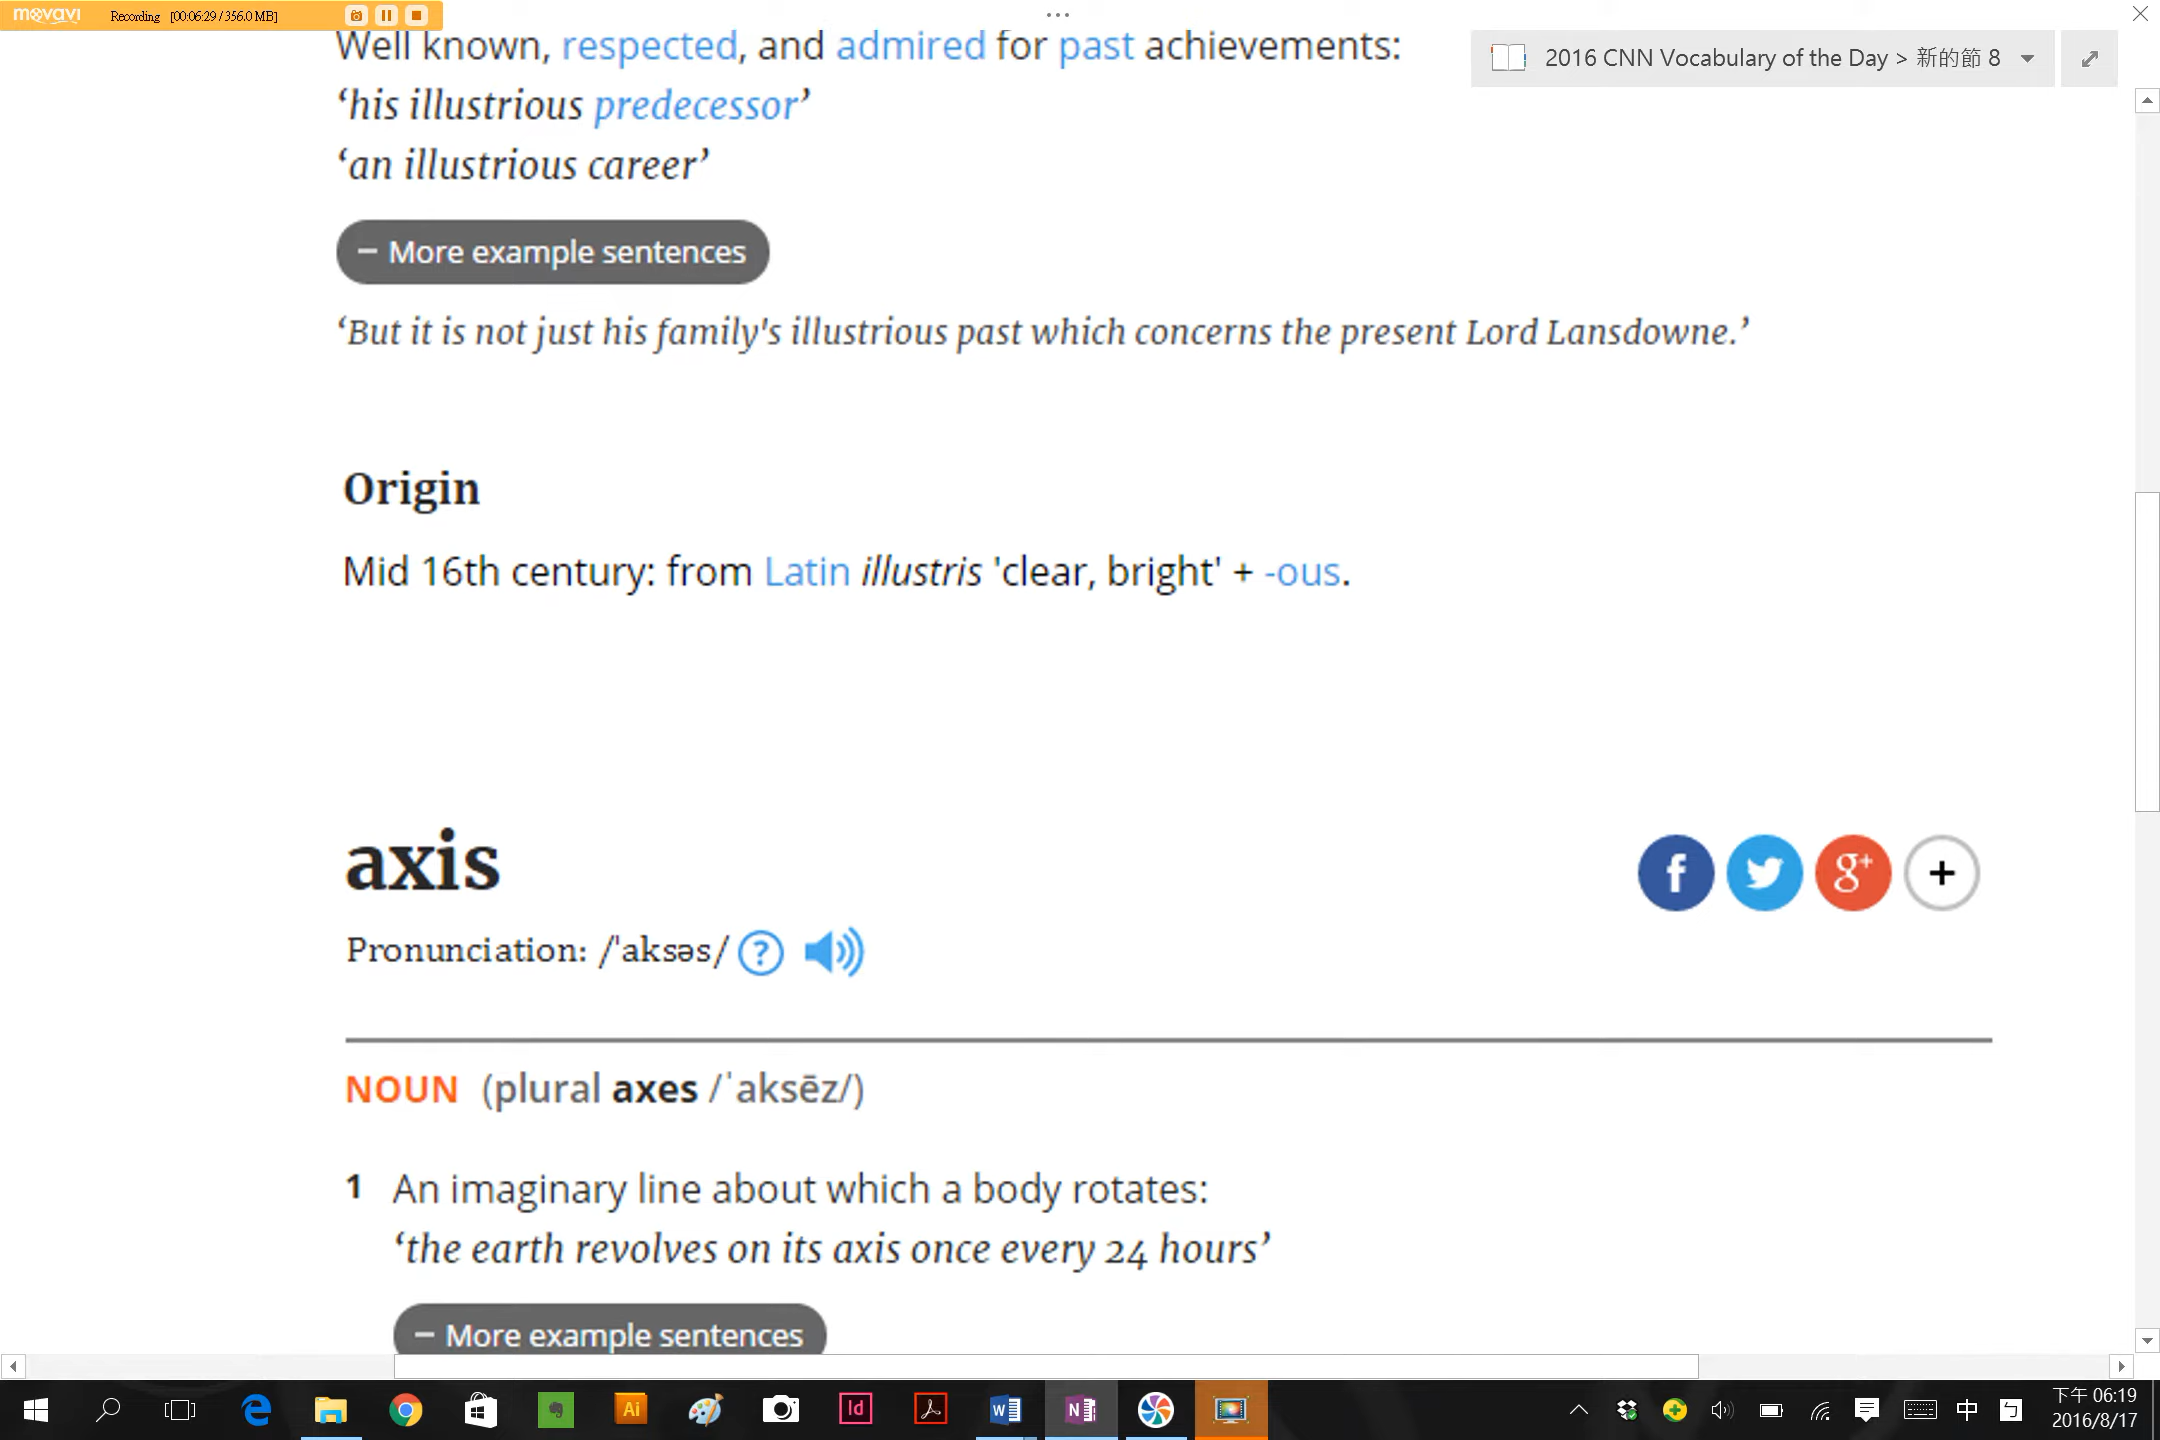 movavi Recording [00:06:29 / 356.0 MB]
Well known, respected, and admired for past achievements:
2016 CNN Vocabulary of the Day > 新的節 8
‘his illustrious predecessor’
‘an illustrious career’
− More example sentences
‘But it is not just his family's illustrious past which concerns the present Lord Lansdowne.’
Origin
Mid 16th century: from Latin illustris 'clear, bright' + -ous.
axis
f g+ +
Pronunciation: /ˈaksəs/ ?
NOUN (plural axes /ˈaksēz/)
1 An imaginary line about which a body rotates:
‘the earth revolves on its axis once every 24 hours’
− More example sentences
Ai Id W N 中 ㄅ
下午 06:19
2016/8/17